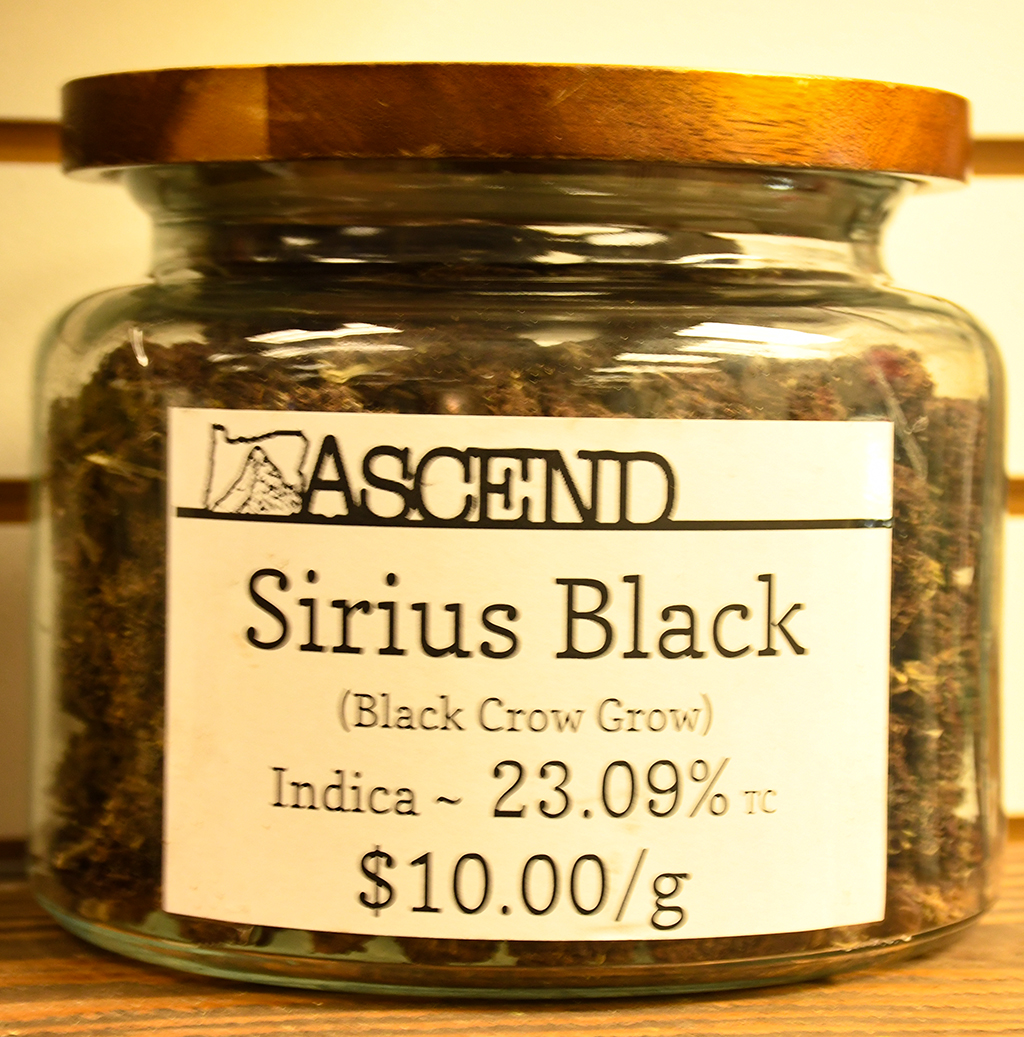 ASCEND
Sirius Black
(Black Crow Grow)
Indica ~ 23.09% TC
$10.00/g